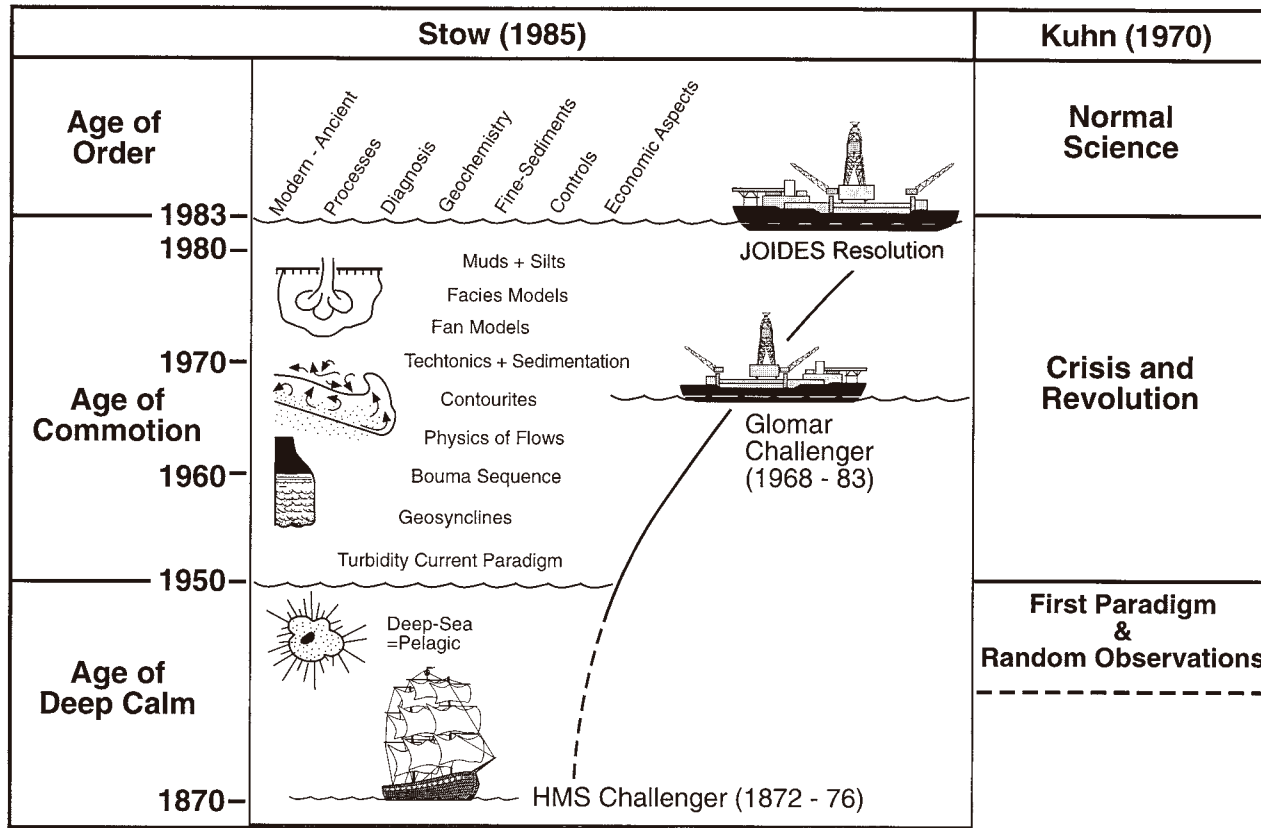 Stow (1985)
Kuhn (1970)
Age of
Order
Modern - Ancient
Processes
Diagnosis
Geochemistry
Fine-Sediments
Controls
Economic Aspects
Normal
Science
1983
JOIDES Resolution
1980
Muds + Silts
Facies Models
Fan Models
1970
Techtonics + Sedimentation
Age of
Commotion
Contourites
Crisis and
Revolution
Physics of Flows
Glomar
Challenger
(1968 - 83)
1960
Bouma Sequence
Geosynclines
Turbidity Current Paradigm
1950
First Paradigm
&
Random Observations
Deep-Sea
=Pelagic
Age of
Deep Calm
1870
HMS Challenger (1872 - 76)